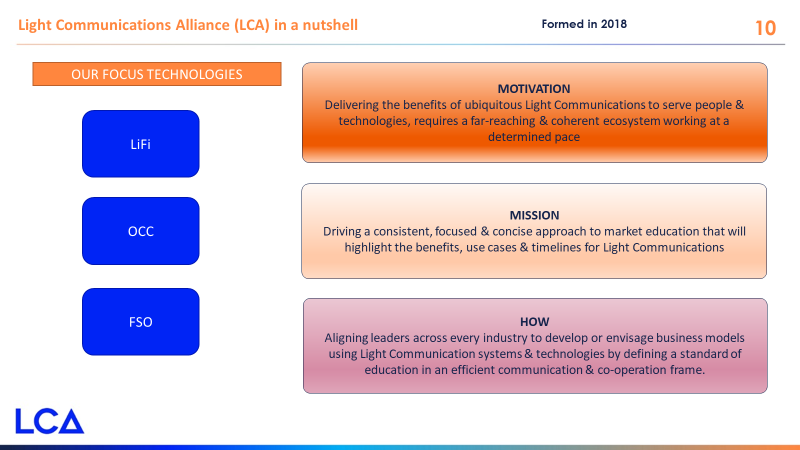 Light Communications Alliance (LCA) in a nutshell
Formed in 2018
10
OUR FOCUS TECHNOLOGIES
LiFi
OCC
FSO
MOTIVATION
Delivering the benefits of ubiquitous Light Communications to serve people &
technologies, requires a far-reaching & coherent ecosystem working at a
determined pace
MISSION
Driving a consistent, focused & concise approach to market education that will
highlight the benefits, use cases & timelines for Light Communications
HOW
Aligning leaders across every industry to develop or envisage business models
using Light Communication systems & technologies by defining a standard of
education in an efficient communication & co-operation frame.
LCA